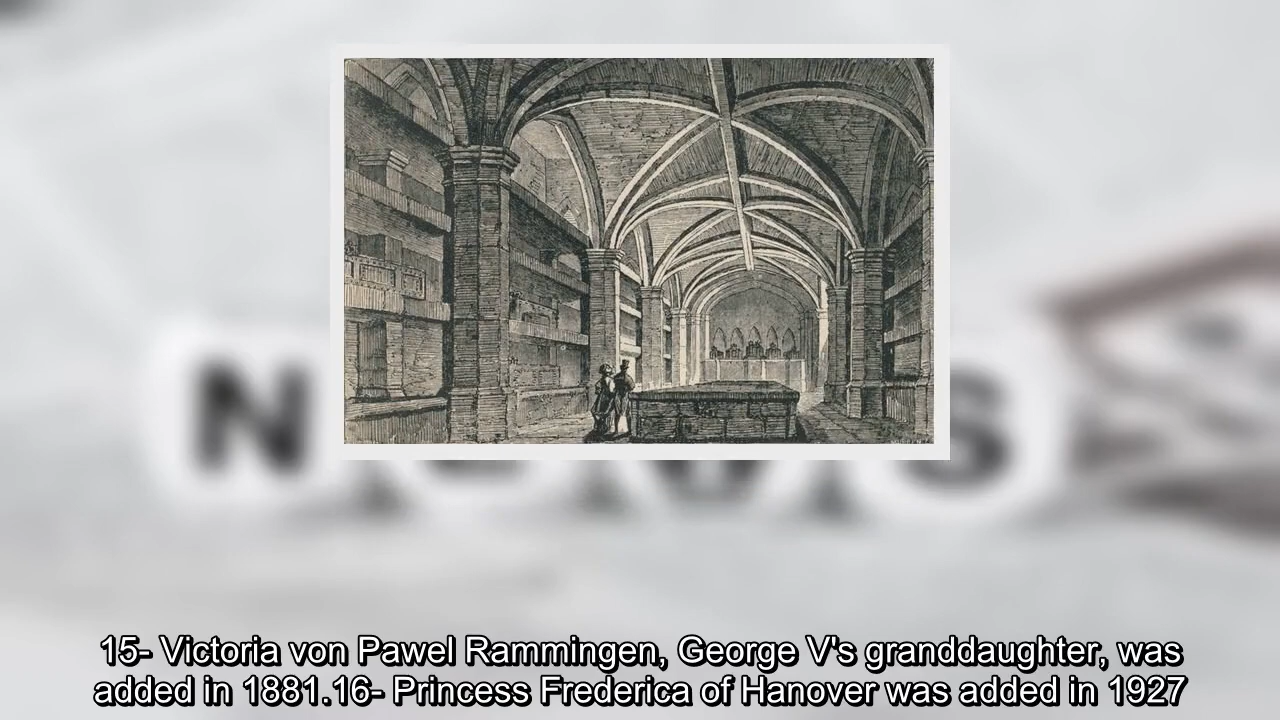 NEWS
15- Victoria von Pawel Rammingen, George V's granddaughter, was
added in 1881.16- Princess Frederica of Hanover was added in 1927